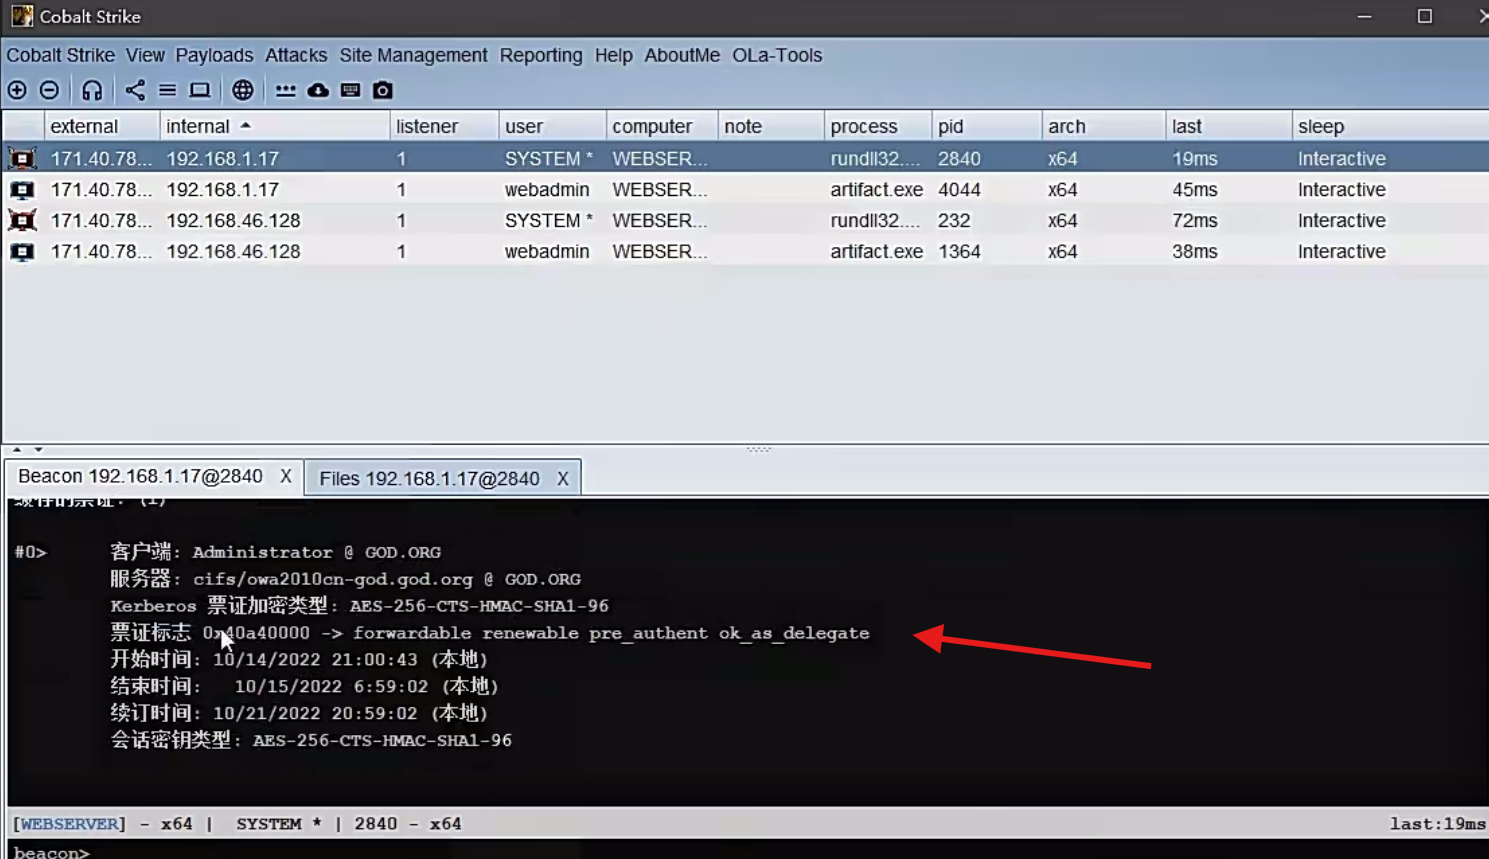 Cobalt Strike
Cobalt Strike View Payloads Attacks Site Management Reporting Help AboutMe OLa-Tools
external internal listener user computer note process pid arch last sleep
171.40.78... 192.168.1.17 1 SYSTEM * WEBSER... rundll32.... 2840 x64 19ms Interactive
171.40.78... 192.168.1.17 1 webadmin WEBSER... artifact.exe 4044 x64 45ms Interactive
171.40.78... 192.168.46.128 1 SYSTEM * WEBSER... rundll32.... 232 x64 72ms Interactive
171.40.78... 192.168.46.128 1 webadmin WEBSER... artifact.exe 1364 x64 38ms Interactive
Beacon 192.168.1.17@2840 X Files 192.168.1.17@2840 X
缓存的票证: (1)
#0> 客户端: Administrator @ GOD.ORG
服务器: cifs/owa2010cn-god.god.org @ GOD.ORG
Kerberos 票证加密类型: AES-256-CTS-HMAC-SHA1-96
票证标志 0x40a40000 -> forwardable renewable pre_authent ok_as_delegate
开始时间: 10/14/2022 21:00:43 (本地)
结束时间: 10/15/2022 6:59:02 (本地)
续订时间: 10/21/2022 20:59:02 (本地)
会话密钥类型: AES-256-CTS-HMAC-SHA1-96
[WEBSERVER] - x64 | SYSTEM * | 2840 - x64 last:19ms
beacon>